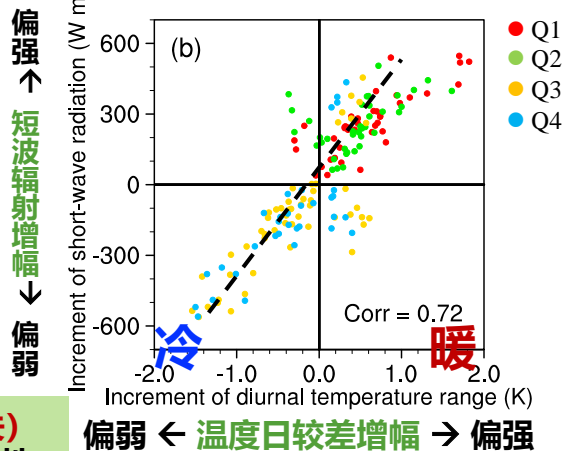 偏强 ← 短波辐射增幅 → 偏弱
Increment of short-wave radiation (W m
600
300
0
-300
-600
(b)
Q1
Q2
Q3
Q4
Corr = 0.72
冷
暖
-2.0 -1.0 0.0 1.0 2.0
Increment of diurnal temperature range (K)
偏弱 ← 温度日较差增幅 → 偏强